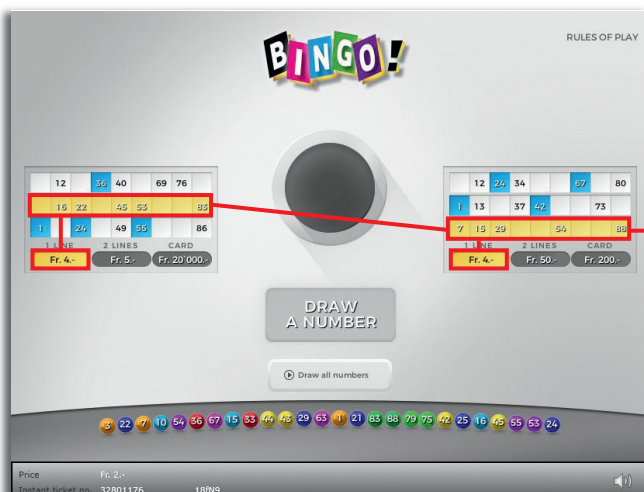 BINGO!
RULES OF PLAY
12 36 40 69 76
16 22 45 53 83
1 24 49 55 86
1 LINE 2 LINES CARD
Fr. 4.- Fr. 5.- Fr. 20'000.-
12 24 34 67 80
1 13 37 42 73
7 15 29 54 88
1 LINE 2 LINES CARD
Fr. 4.- Fr. 50.- Fr. 200.-
DRAW
A NUMBER
Draw all numbers
3 22 7 10 54 36 67 15 33 44 43 29 63 1 21 83 88 79 75 42 25 16 45 55 53 24
Price Fr. 2.-
Instant ticket no. 32801176 18fN9